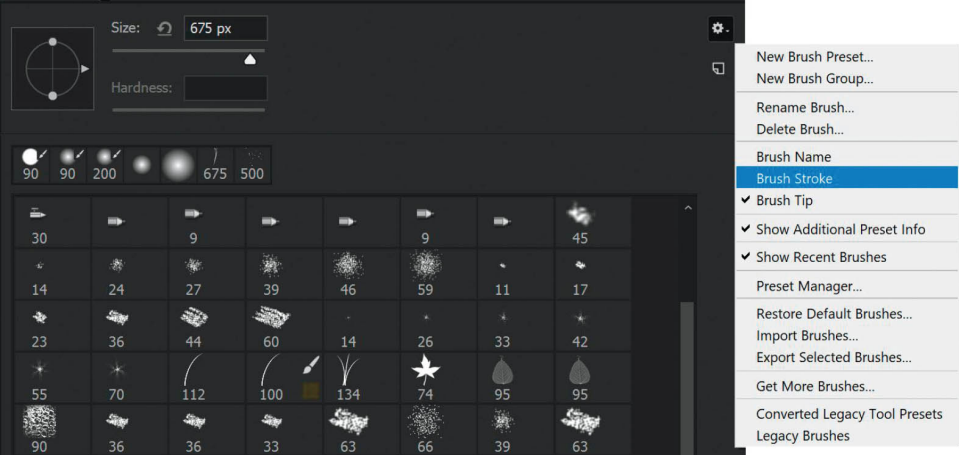 Size: 675 px
Hardness:
90 90 200 675 500
30 9 9 45
14 24 27 39 46 59 11 17
23 36 44 60 14 26 33 42
55 70 112 100 134 74 95 95
90 36 36 33 63 66 39 63
New Brush Preset...
New Brush Group...
Rename Brush...
Delete Brush...
Brush Name
Brush Stroke
Brush Tip
Show Additional Preset Info
Show Recent Brushes
Preset Manager...
Restore Default Brushes...
Import Brushes...
Export Selected Brushes...
Get More Brushes...
Converted Legacy Tool Presets
Legacy Brushes